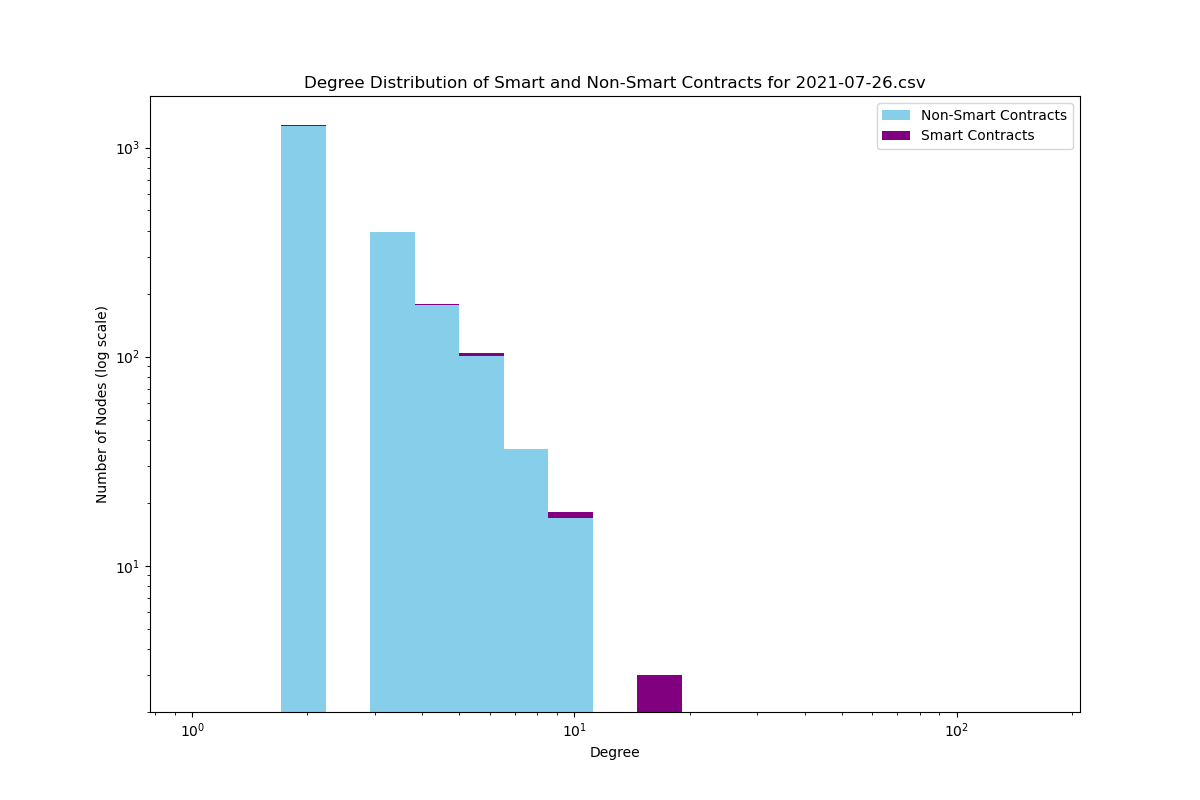 Degree Distribution of Smart and Non-Smart Contracts for 2021-07-26.csv
Non-Smart Contracts
Smart Contracts
Number of Nodes (log scale)
10³
10²
10¹
10⁰
10¹
10²
Degree